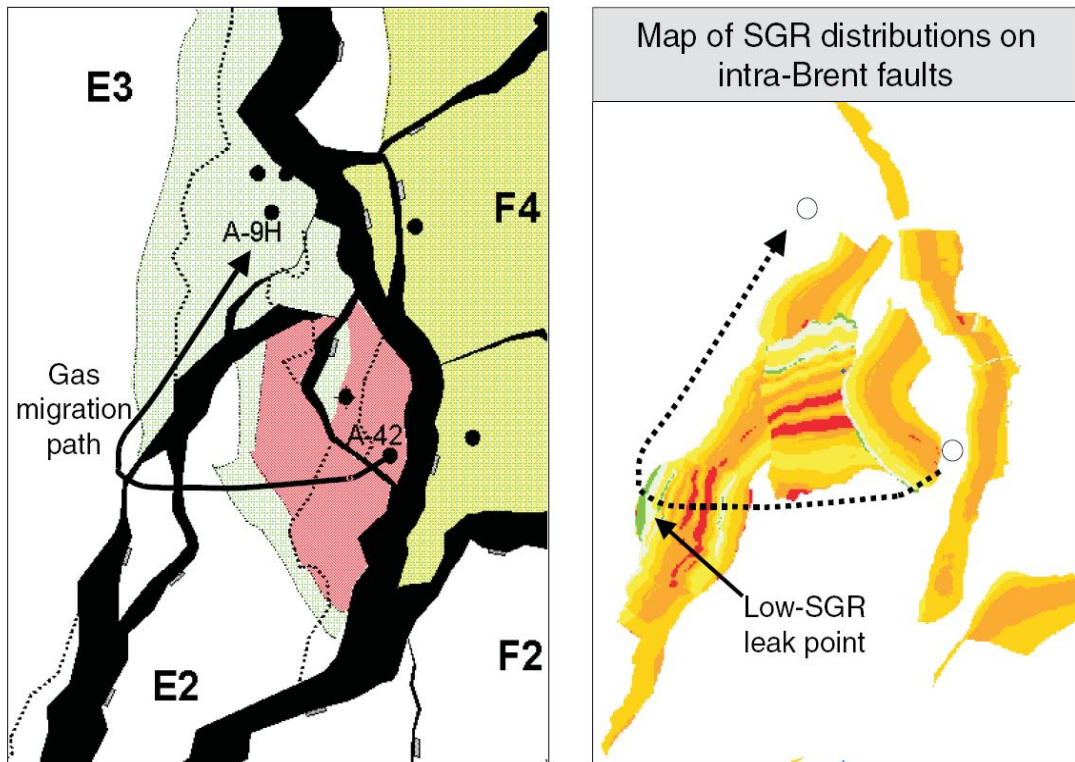 E3
F4
A-9H
Gas
migration
path
A-42
E2
F2
Map of SGR distributions on
intra-Brent faults
Low-SGR
leak point